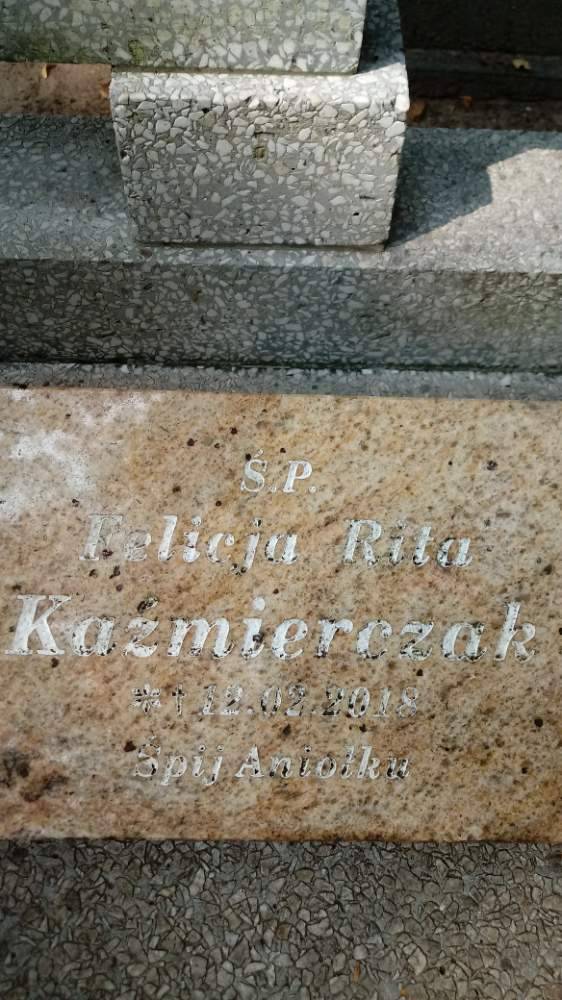 Ś.P.
Felicja Rita
Kaźmierczak
* † 12.02.2018
Śpij Aniołku